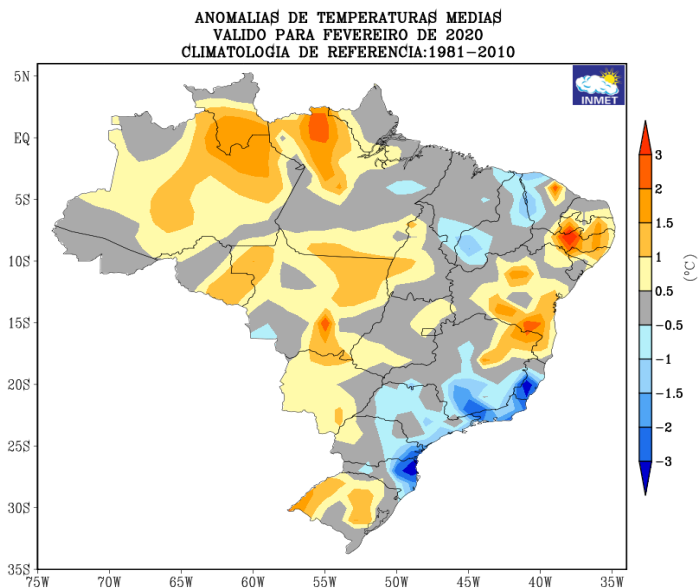 ANOMALIAS DE TEMPERATURAS MEDIAS
VALIDO PARA FEVEREIRO DE 2020
CLIMATOLOGIA DE REFERENCIA:1981−2010
INMET
5N
EQ
5S
10S
15S
20S
25S
30S
35S
75W 70W 65W 60W 55W 50W 45W 40W 35W
3
2
1.5
1
0.5
−0.5
−1
−1.5
−2
−3
(°C)